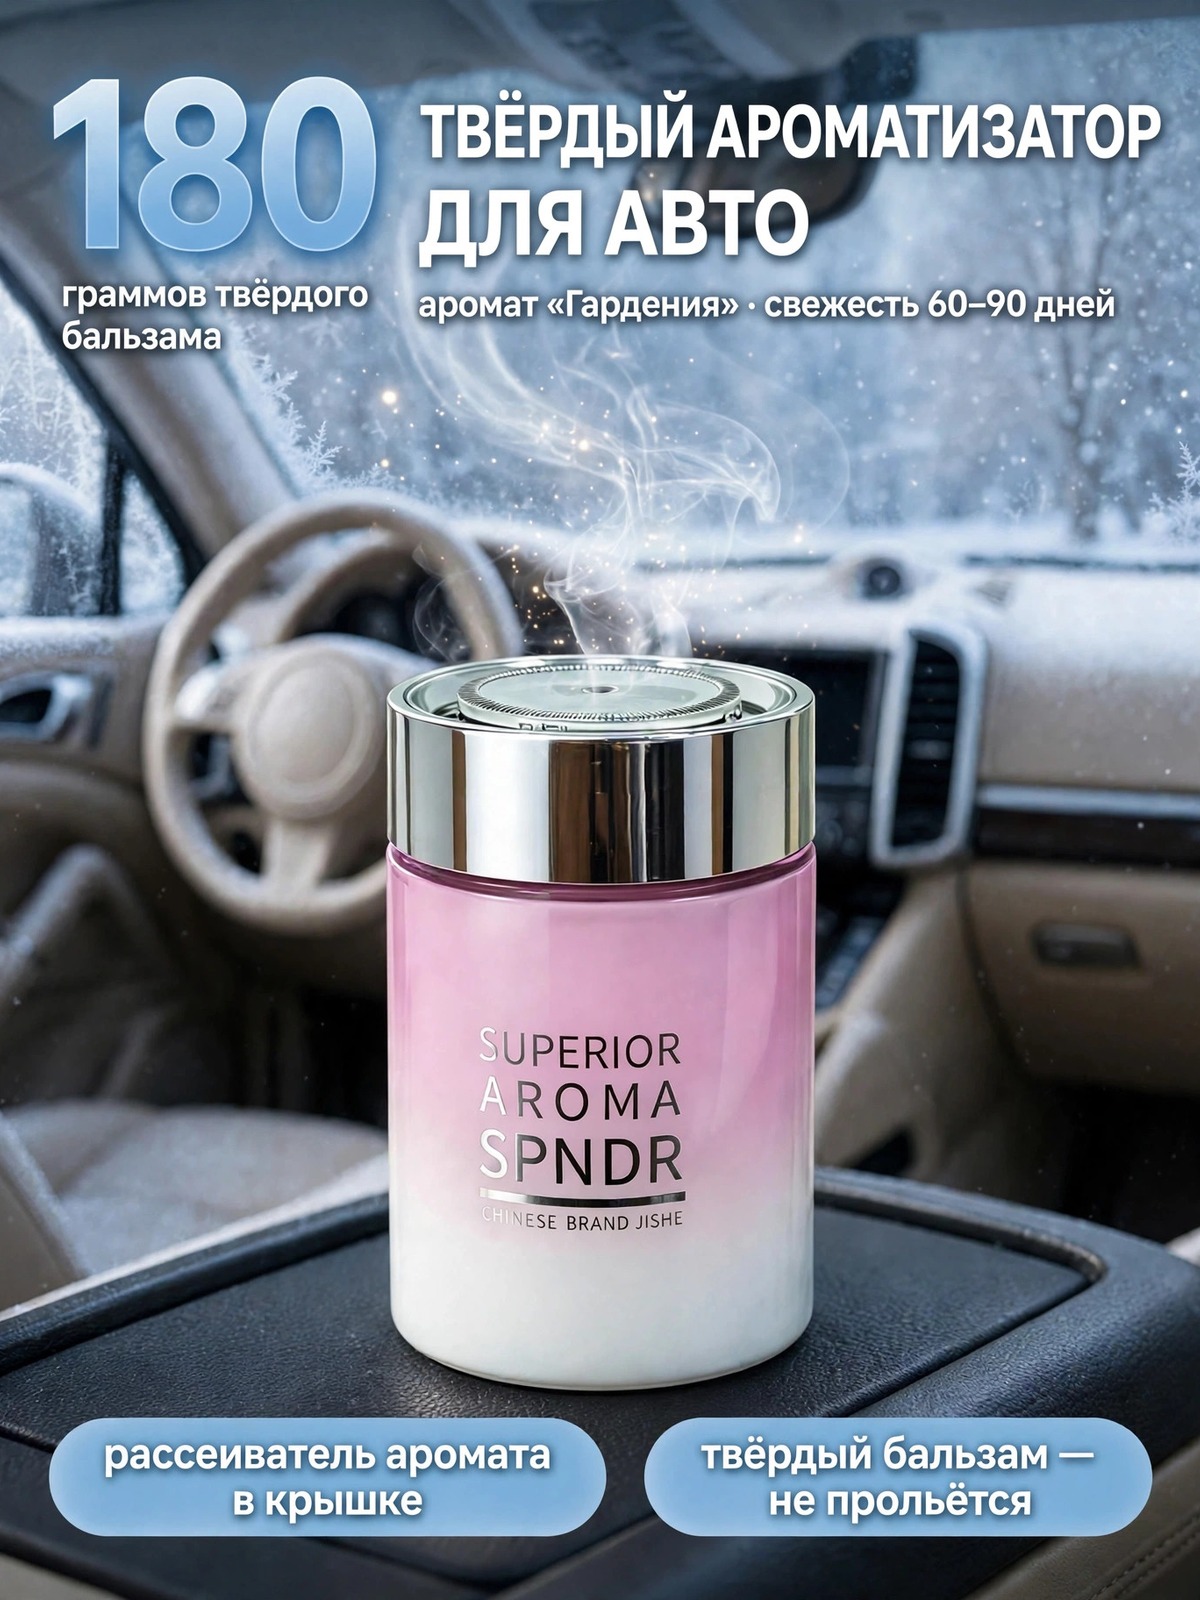 180
граммов твёрдого
бальзама
ТВЁРДЫЙ АРОМАТИЗАТОР
ДЛЯ АВТО
аромат «Гардения» · свежесть 60–90 дней
SUPERIOR
AROMA
SPNDR
CHINESE BRAND JISHE
рассеиватель аромата
в крышке
твёрдый бальзам —
не прольётся